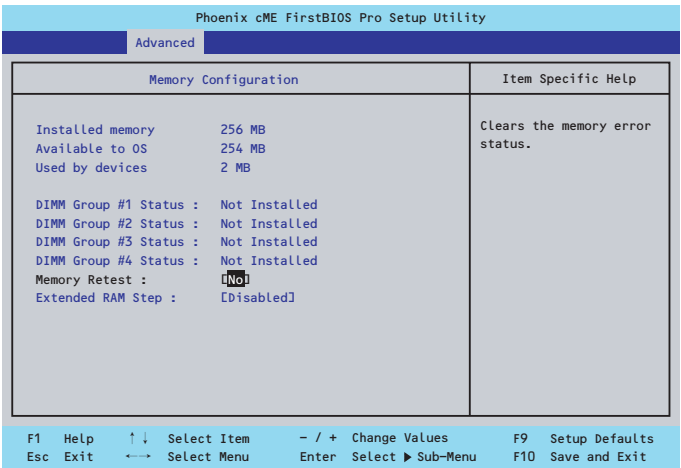 Phoenix cME FirstBIOS Pro Setup Utility
Advanced
Memory Configuration
Item Specific Help
Installed memory 256 MB
Available to OS 254 MB
Used by devices 2 MB
DIMM Group #1 Status : Not Installed
DIMM Group #2 Status : Not Installed
DIMM Group #3 Status : Not Installed
DIMM Group #4 Status : Not Installed
Memory Retest : [No]
Extended RAM Step : [Disabled]
Clears the memory error
status.
F1 Help ↑↓ Select Item - / + Change Values F9 Setup Defaults
Esc Exit ←→ Select Menu Enter Select ▶ Sub-Menu F10 Save and Exit